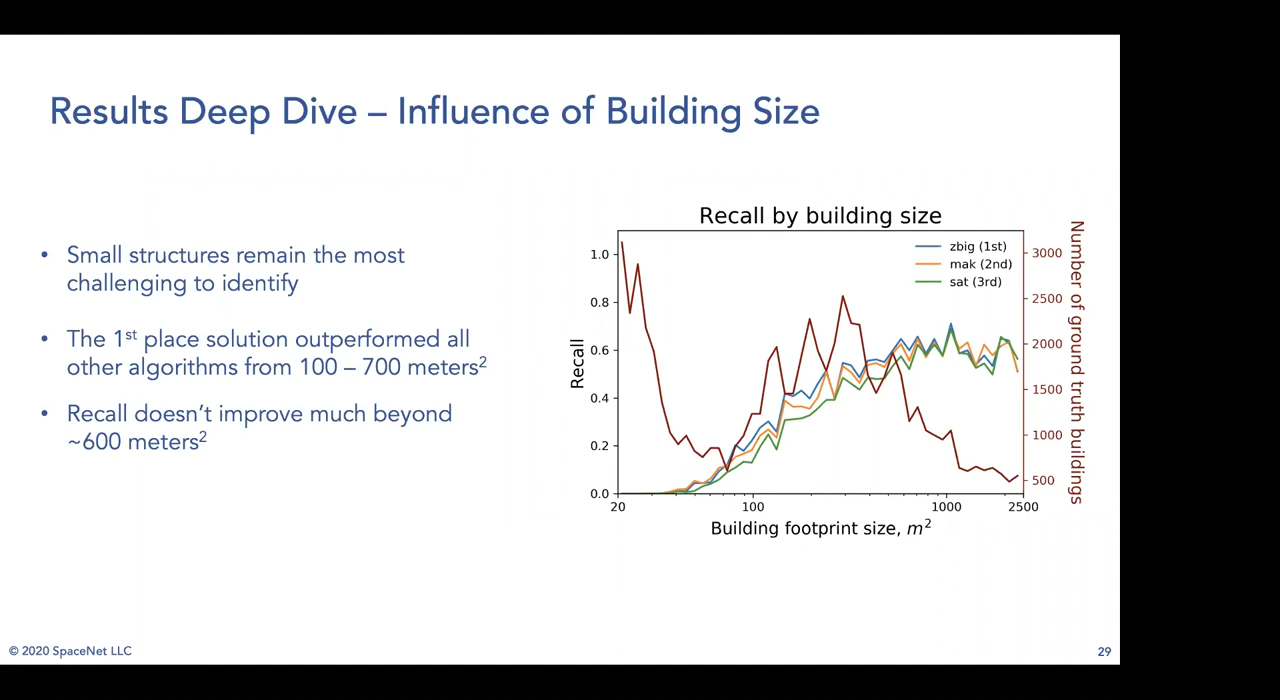 Results Deep Dive – Influence of Building Size
• Small structures remain the most
challenging to identify
• The 1st place solution outperformed all
other algorithms from 100 – 700 meters2
• Recall doesn’t improve much beyond
~600 meters2
Recall by building size
zbig (1st)
mak (2nd)
sat (3rd)
Recall
1.0
0.8
0.6
0.4
0.2
0.0
20
100
1000
2500
Building footprint size, m2
3000
2500
2000
1500
1000
500
Number of ground truth buildings
© 2020 SpaceNet LLC
29